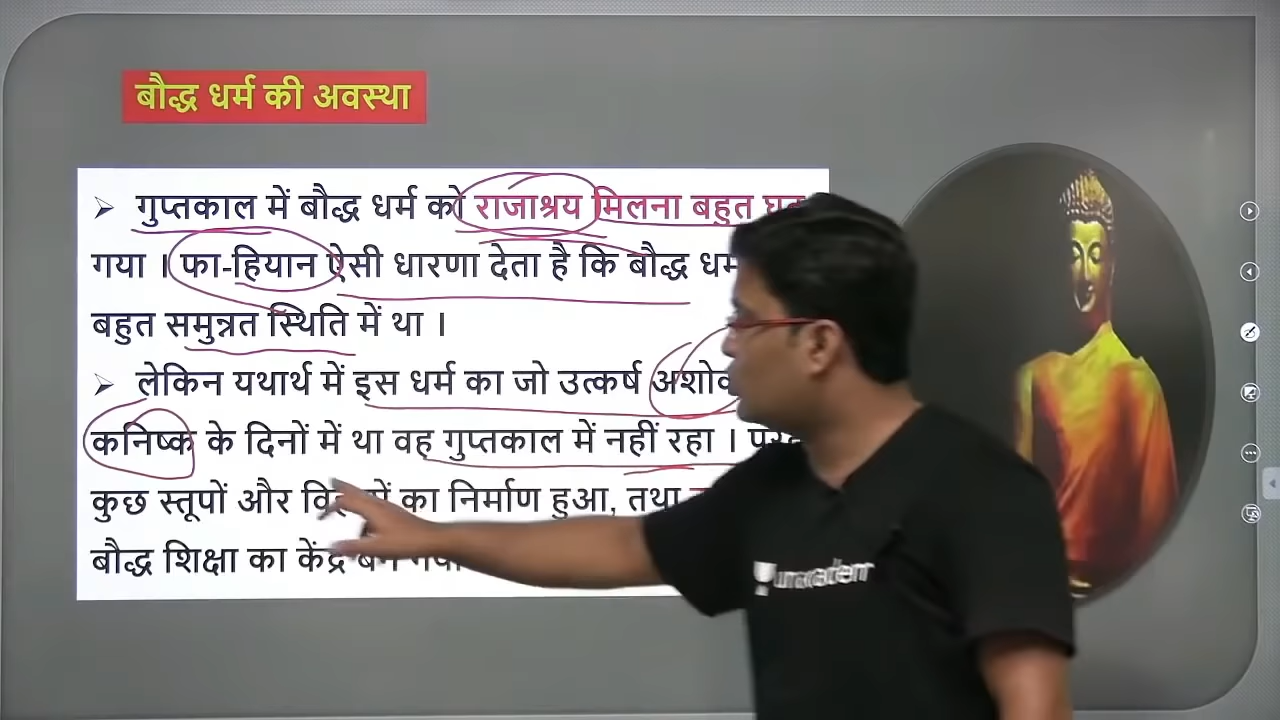 बौद्ध धर्म की अवस्था
➢ गुप्तकाल में बौद्ध धर्म को राजाश्रय मिलना बहुत
गया । फा-हियान ऐसी धारणा देता है कि बौद्ध धर्म
बहुत समुन्नत स्थिति में था ।
➢ लेकिन यथार्थ में इस धर्म का जो उत्कर्ष
कनिष्क के दिनों में था वह गुप्तकाल में नहीं रहा ।
कुछ स्तूपों और का निर्माण हुआ, तथा
बौद्ध शिक्षा का केंद्र
unacademy